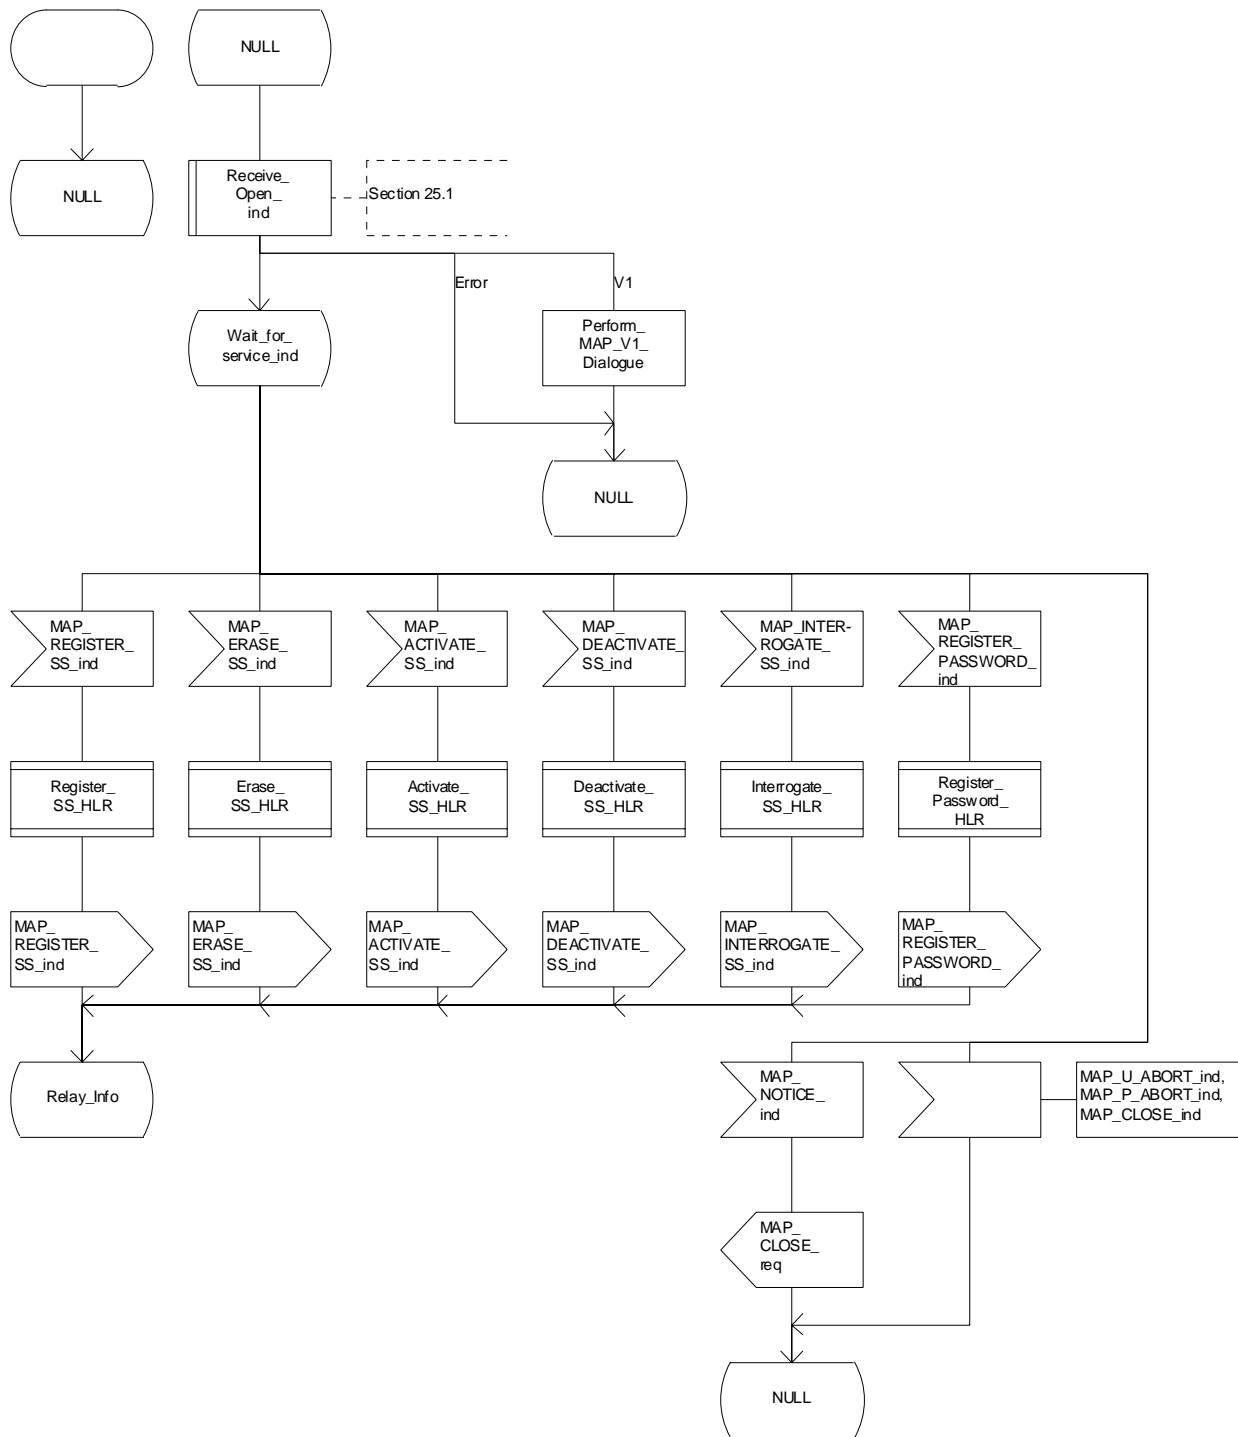 NULL
NULL
Receive_
Open_
ind
Section 25.1
Error
V1
Wait_for_
service_ind
Perform_
MAP_V1_
Dialogue
NULL
MAP_
REGISTER_
SS_ind
MAP_
ERASE_
SS_ind
MAP_
ACTIVATE_
SS_ind
MAP_
DEACTIVATE_
SS_ind
MAP_INTER-
ROGATE_
SS_ind
MAP_
REGISTER_
PASSWORD_
ind
Register_
SS_HLR
Erase_
SS_HLR
Activate_
SS_HLR
Deactivate_
SS_HLR
Interrogate_
SS_HLR
Register_
Password_
HLR
MAP_
REGISTER_
SS_ind
MAP_
ERASE_
SS_ind
MAP_
ACTIVATE_
SS_ind
MAP_
DEACTIVATE_
SS_ind
MAP_
INTERROGATE_
SS_ind
MAP_
REGISTER_
PASSWORD_
ind
Relay_Info
MAP_
NOTICE_
ind
MAP_U_ABORT_ind,
MAP_P_ABORT_ind,
MAP_CLOSE_ind
MAP_
CLOSE_
req
NULL